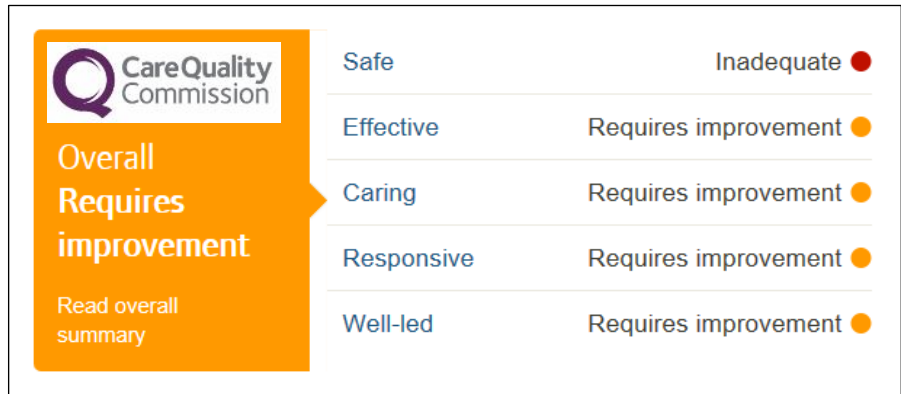 CareQuality
Commission
Overall
Requires
improvement
Read overall
summary
Safe Inadequate
Effective Requires improvement
Caring Requires improvement
Responsive Requires improvement
Well-led Requires improvement